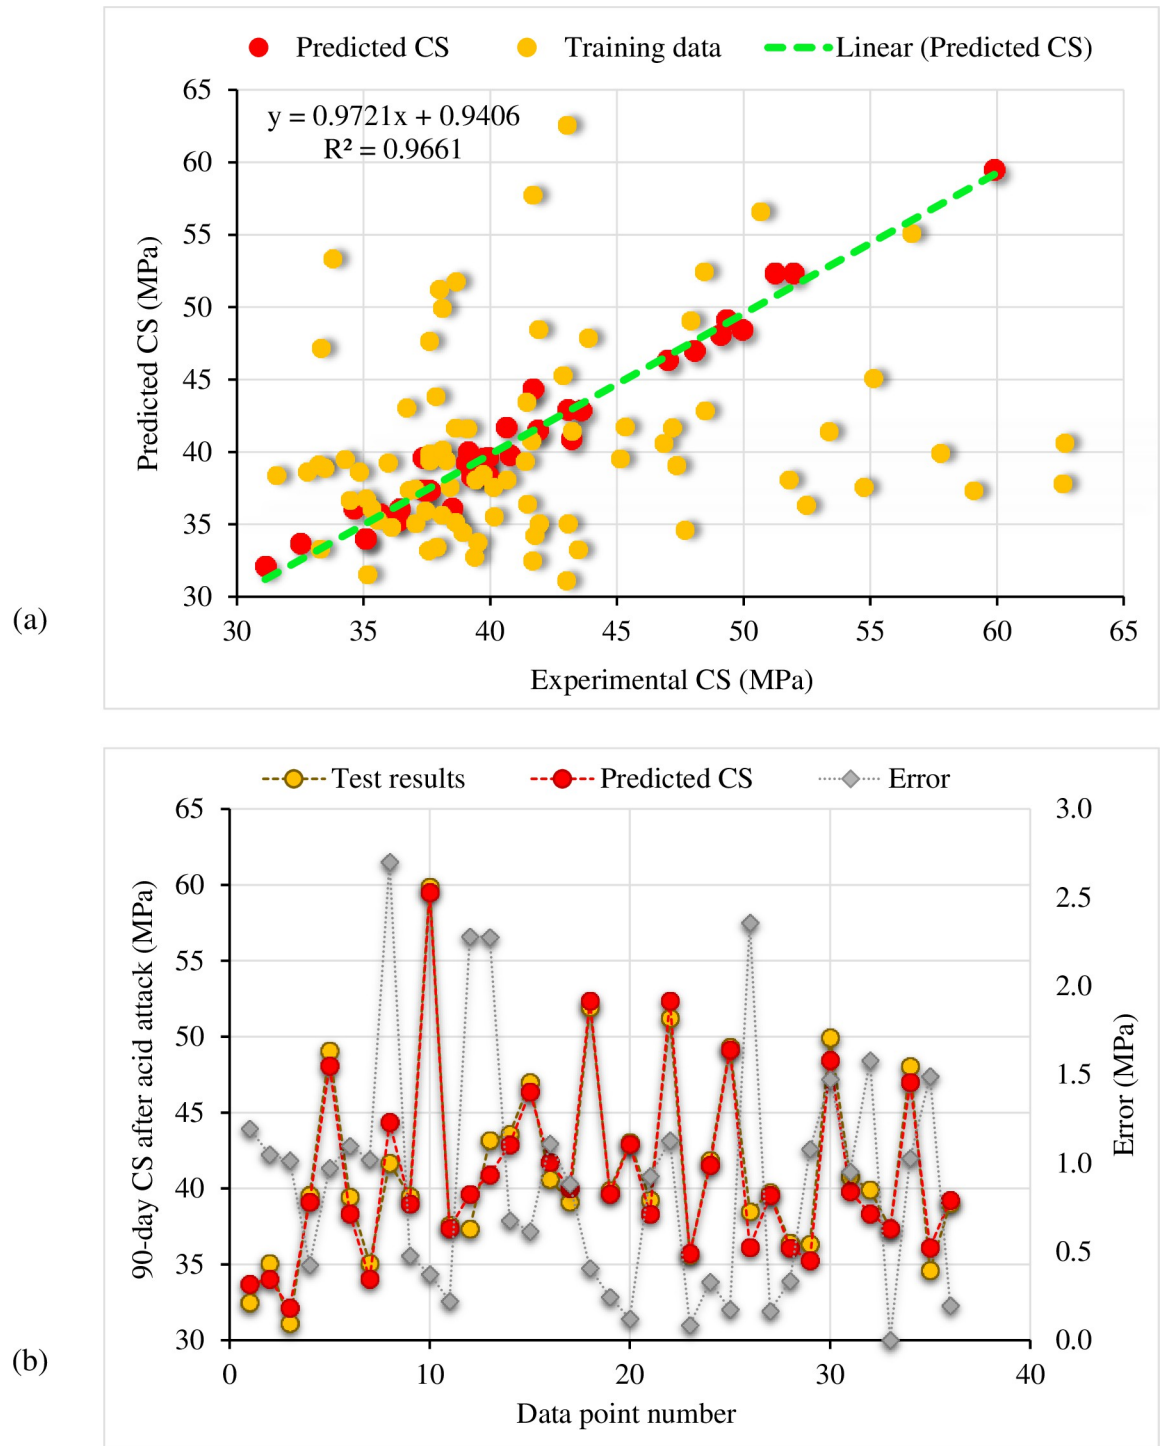 Predicted CS Training data Linear (Predicted CS)
y = 0.9721x + 0.9406
R² = 0.9661
65
60
55
50
45
40
35
30
Predicted CS (MPa)
30 35 40 45 50 55 60 65
Experimental CS (MPa)
(a)
Test results Predicted CS Error
65
60
55
50
45
40
35
30
90-day CS after acid attack (MPa)
3.0
2.5
2.0
1.5
1.0
0.5
0.0
Error (MPa)
0 10 20 30 40
Data point number
(b)